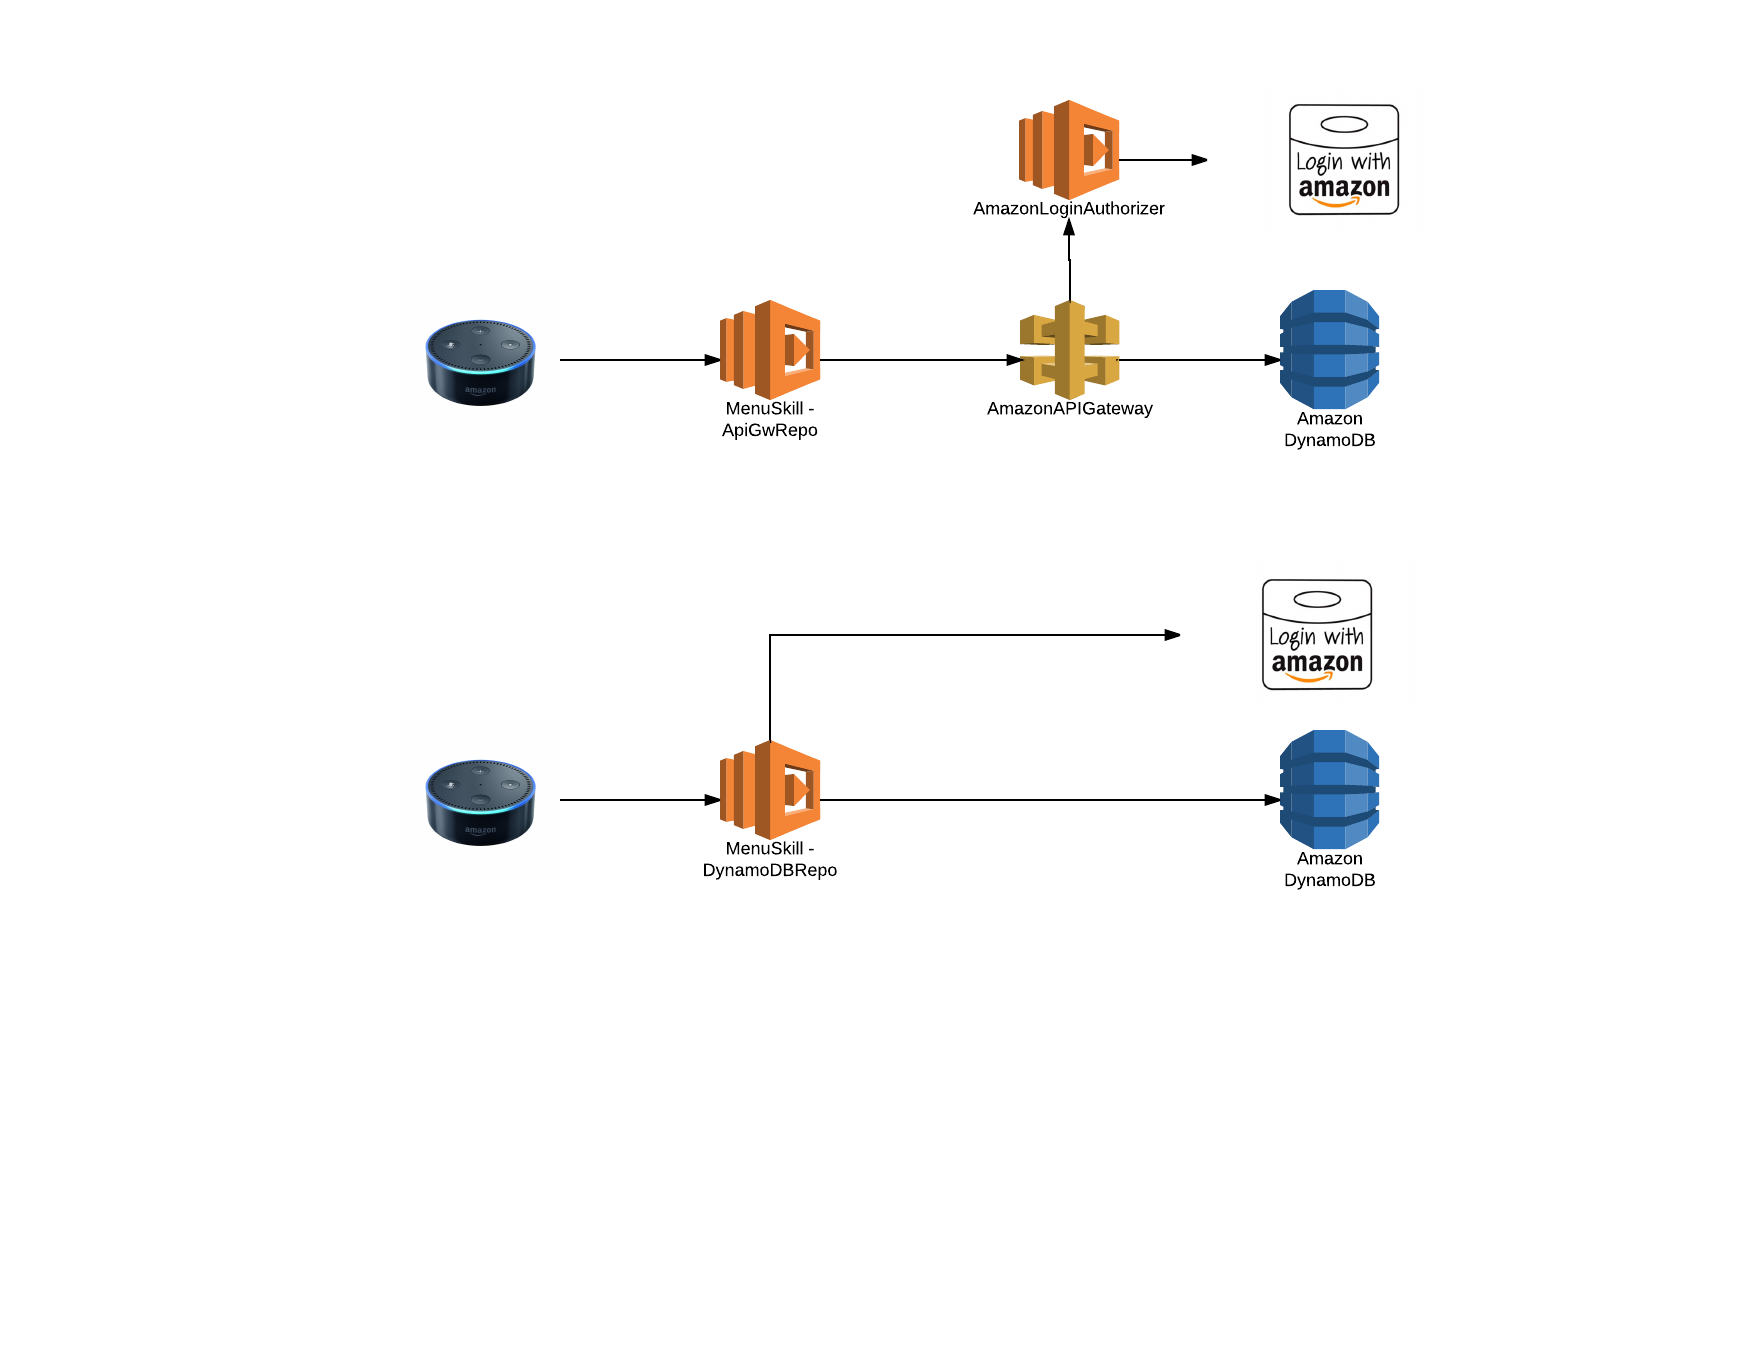 Login with
amazon
AmazonLoginAuthorizer
amazon
MenuSkill -
ApiGwRepo
AmazonAPIGateway
Amazon
DynamoDB
Login with
amazon
amazon
MenuSkill -
DynamoDBRepo
Amazon
DynamoDB